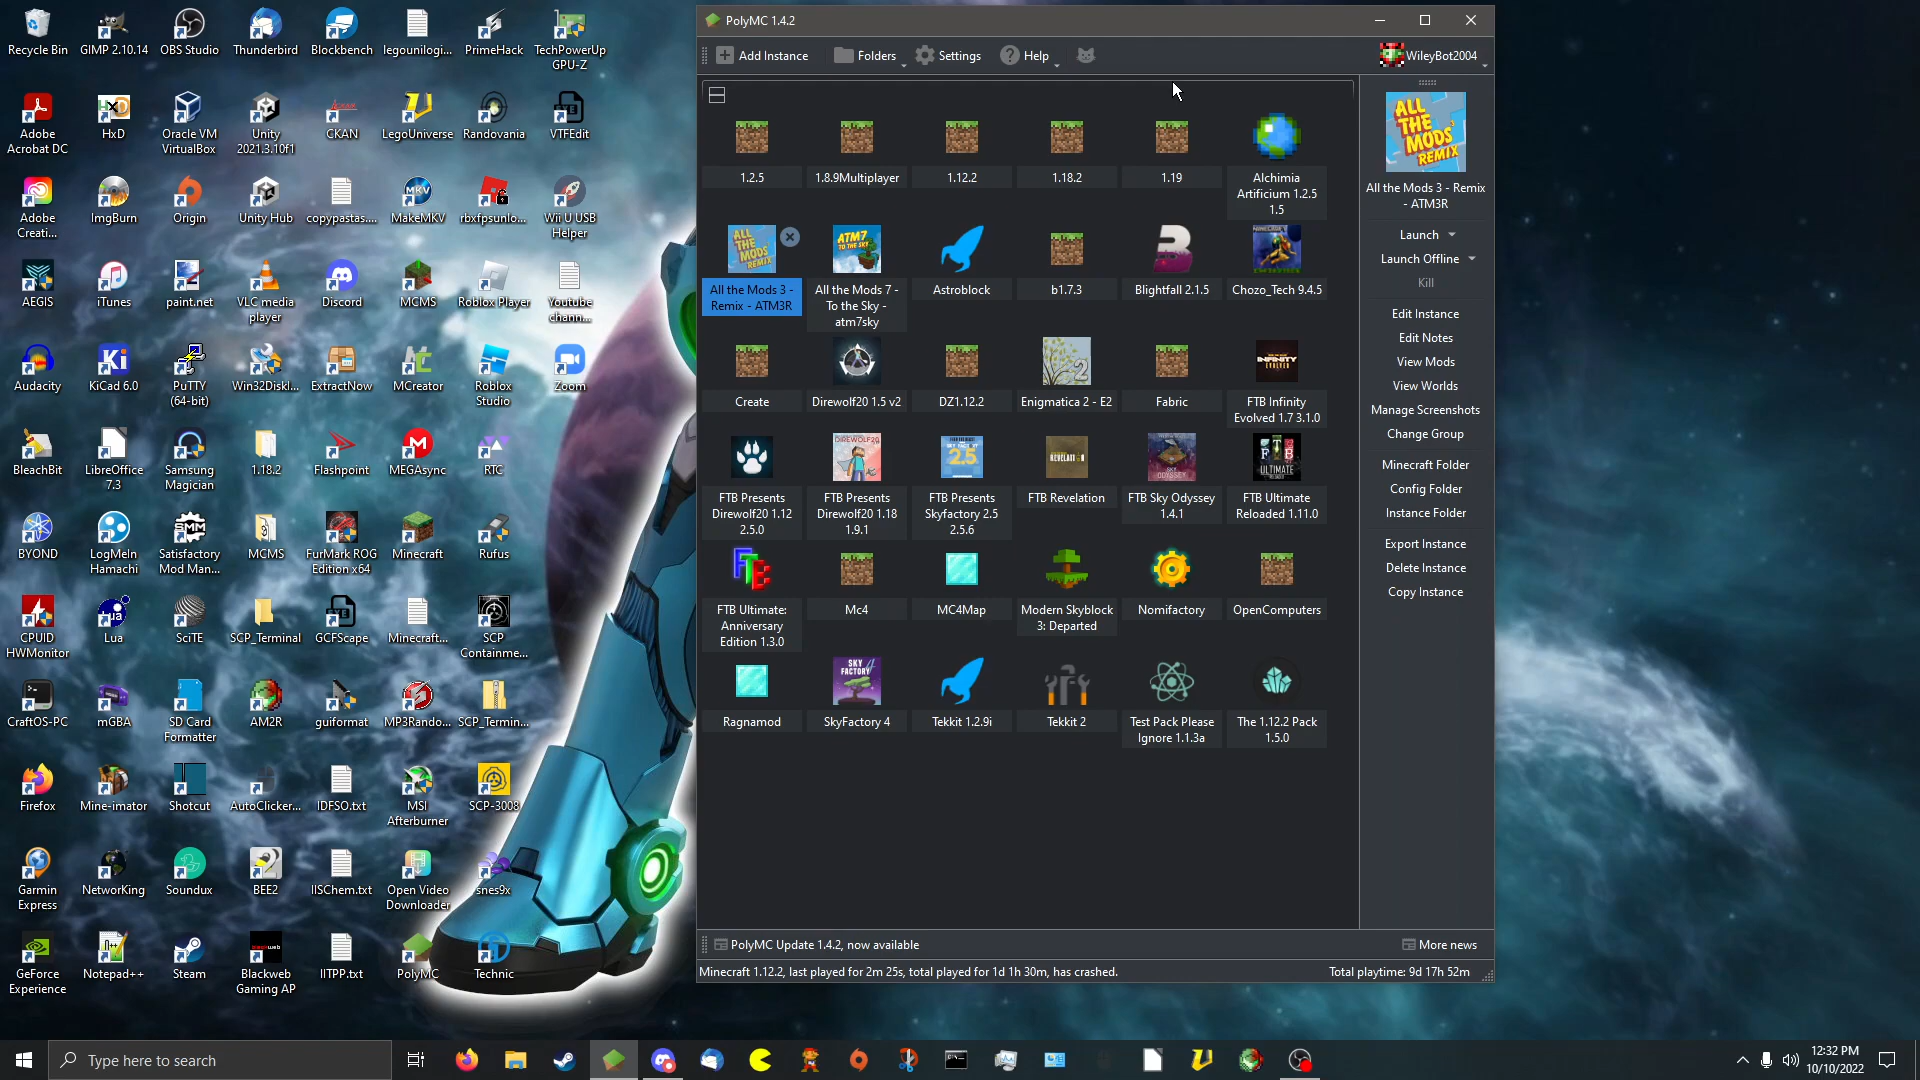 Recycle Bin
GIMP 2.10.14
OBS Studio
Thunderbird
Blockbench
legounilogi...
PrimeHack
TechPowerUp
GPU-Z
Adobe
Acrobat DC
HxD
Oracle VM
VirtualBox
Unity
2021.3.10f1
CKAN
LegoUniverse
Randovania
VTFEdit
Adobe
Creati...
ImgBurn
Origin
Unity Hub
copypastas....
MakeMKV
rbxfpsunlo...
Wii U USB
Helper
AEGIS
iTunes
paint.net
VLC media
player
Discord
MCMS
Roblox Player
Youtube
chann...
Audacity
KiCad 6.0
PuTTY
(64-bit)
Win32DiskI...
ExtractNow
MCreator
Roblox
Studio
Zoom
BleachBit
LibreOffice
7.3
Samsung
Magician
1.18.2
Flashpoint
MEGAsync
RTC
BYOND
LogMeIn
Hamachi
Satisfactory
Mod Man...
MCMS
FurMark ROG
Edition x64
Minecraft
Rufus
CPUID
HWMonitor
Lua
SciTE
SCP_Terminal
GCFScape
Minecraft...
SCP
Containme...
CraftOS-PC
mGBA
SD Card
Formatter
AM2R
guiformat
MP3Rando...
SCP_Termin...
Firefox
Mine-imator
Shotcut
AutoClicker...
IDFSO.txt
MSI
Afterburner
SCP-3008
Garmin
Express
NetworKing
Soundux
BEE2
IISChem.txt
Open Video
Downloader
snes9x
GeForce
Experience
Notepad++
Steam
Blackweb
Gaming AP
IITPP.txt
PolyMC
Technic
PolyMC 1.4.2
Add Instance
Folders
Settings
Help
WileyBot2004
1.2.5
1.8.9Multiplayer
1.12.2
1.18.2
1.19
Alchimia
Artificium 1.2.5
1.5
All the Mods 3 -
Remix - ATM3R
All the Mods 7 -
To the Sky -
atm7sky
Astroblock
b1.7.3
Blightfall 2.1.5
Chozo_Tech 9.4.5
Create
Direwolf20 1.5 v2
DZ1.12.2
Enigmatica 2 - E2
Fabric
FTB Infinity
Evolved 1.7 3.1.0
FTB Presents
Direwolf20 1.12
2.5.0
FTB Presents
Direwolf20 1.18
1.9.1
FTB Presents
Skyfactory 2.5
2.5.6
FTB Revelation
FTB Sky Odyssey
1.4.1
FTB Ultimate
Reloaded 1.11.0
FTB Ultimate:
Anniversary
Edition 1.3.0
Mc4
MC4Map
Modern Skyblock
3: Departed
Nomifactory
OpenComputers
Ragnamod
SkyFactory 4
Tekkit 1.2.9i
Tekkit 2
Test Pack Please
Ignore 1.1.3a
The 1.12.2 Pack
1.5.0
ALL
THE
MODS
REMIX
All the Mods 3 - Remix
- ATM3R
Launch
Launch Offline
Kill
Edit Instance
Edit Notes
View Mods
View Worlds
Manage Screenshots
Change Group
Minecraft Folder
Config Folder
Instance Folder
Export Instance
Delete Instance
Copy Instance
PolyMC Update 1.4.2, now available
More news
Minecraft 1.12.2, last played for 2m 25s, total played for 1d 1h 30m, has crashed.
Total playtime: 9d 17h 52m
Type here to search
12:32 PM
10/10/2022